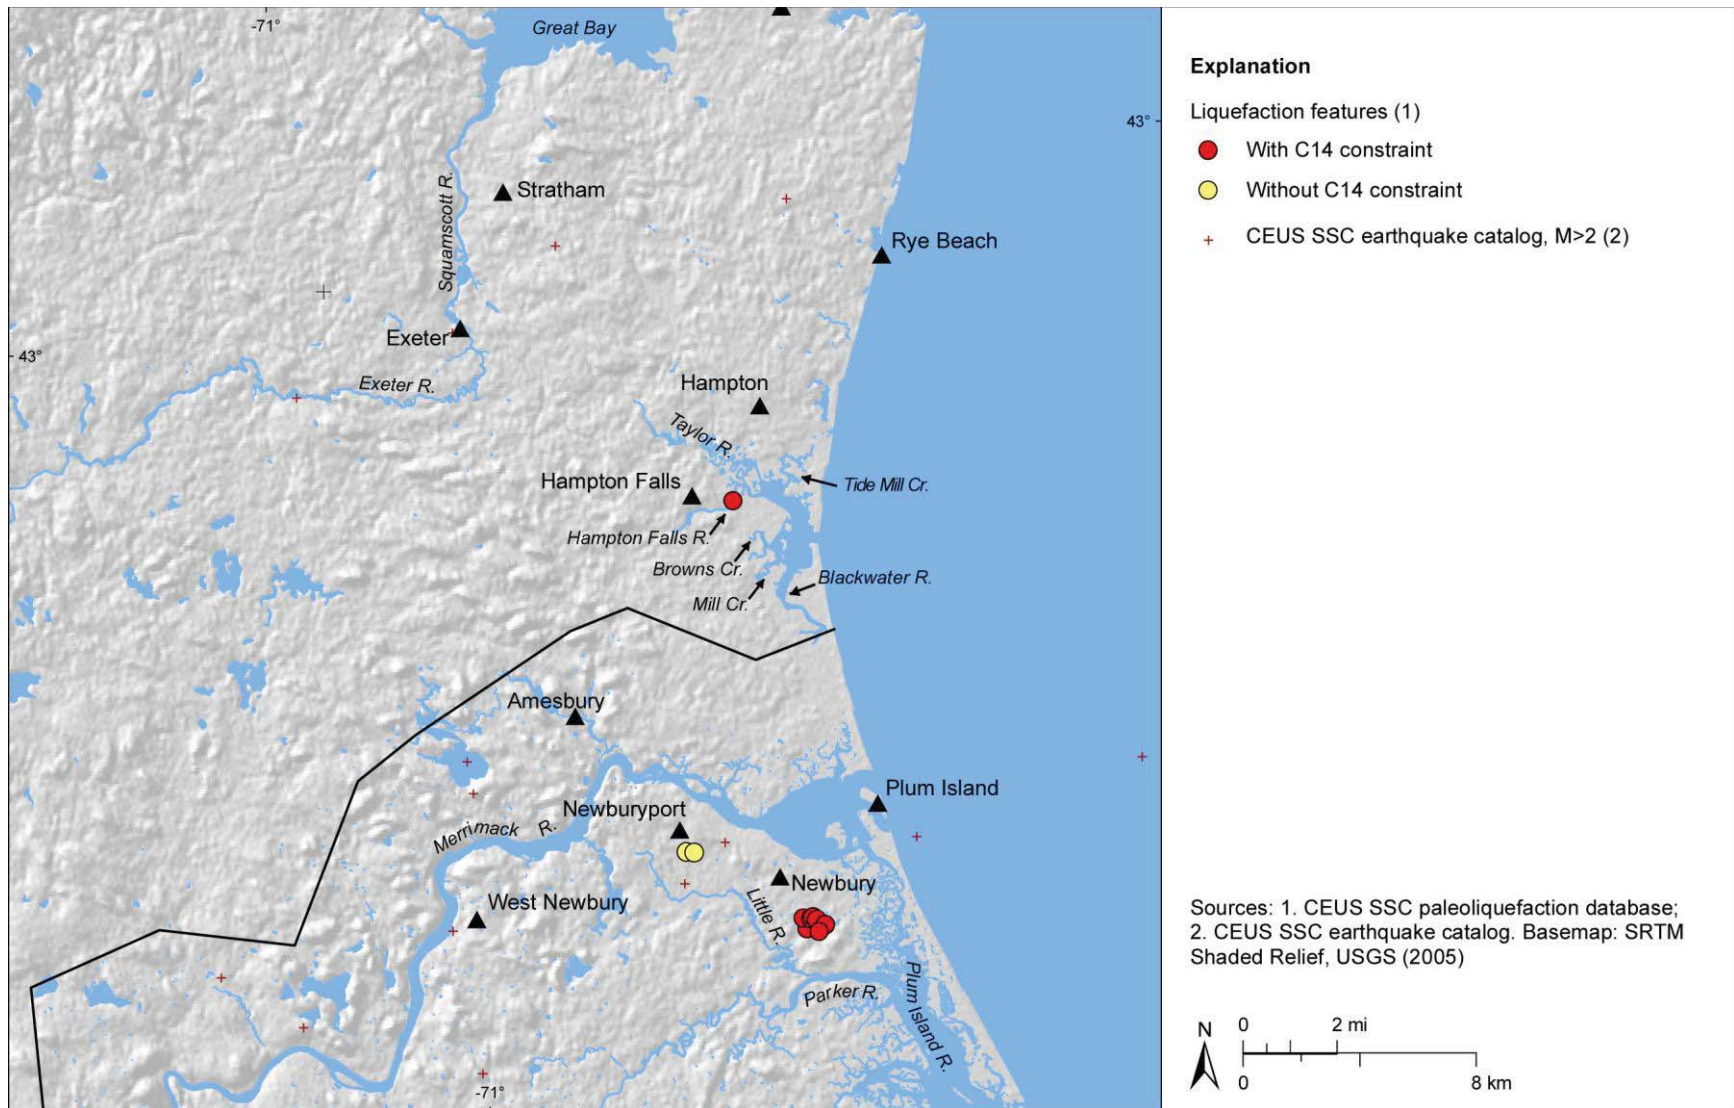 -71°
Great Bay
Explanation
Liquefaction features (1)
With C14 constraint
Without C14 constraint
CEUS SSC earthquake catalog, M>2 (2)
43°
Stratham
Squamscott R.
Rye Beach
Exeter
43°
Exeter R.
Hampton
Taylor R.
Hampton Falls
Tide Mill Cr.
Hampton Falls R.
Browns Cr.
Blackwater R.
Mill Cr.
Amesbury
Plum Island
Newburyport
Merrimack R.
Newbury
West Newbury
Little R.
Parker R.
Plum Island R.
-71°
Sources: 1. CEUS SSC paleoliquefaction database;
2. CEUS SSC earthquake catalog. Basemap: SRTM
Shaded Relief, USGS (2005)
N
0 2 mi
0 8 km